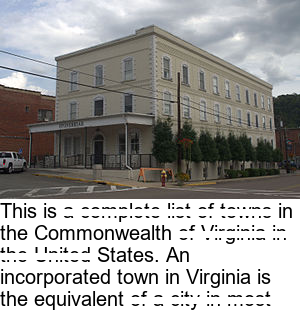 This is a complete list of towns in
the Commonwealth of Virginia in
the United States. An
incorporated town in Virginia is
the equivalent of a city in most